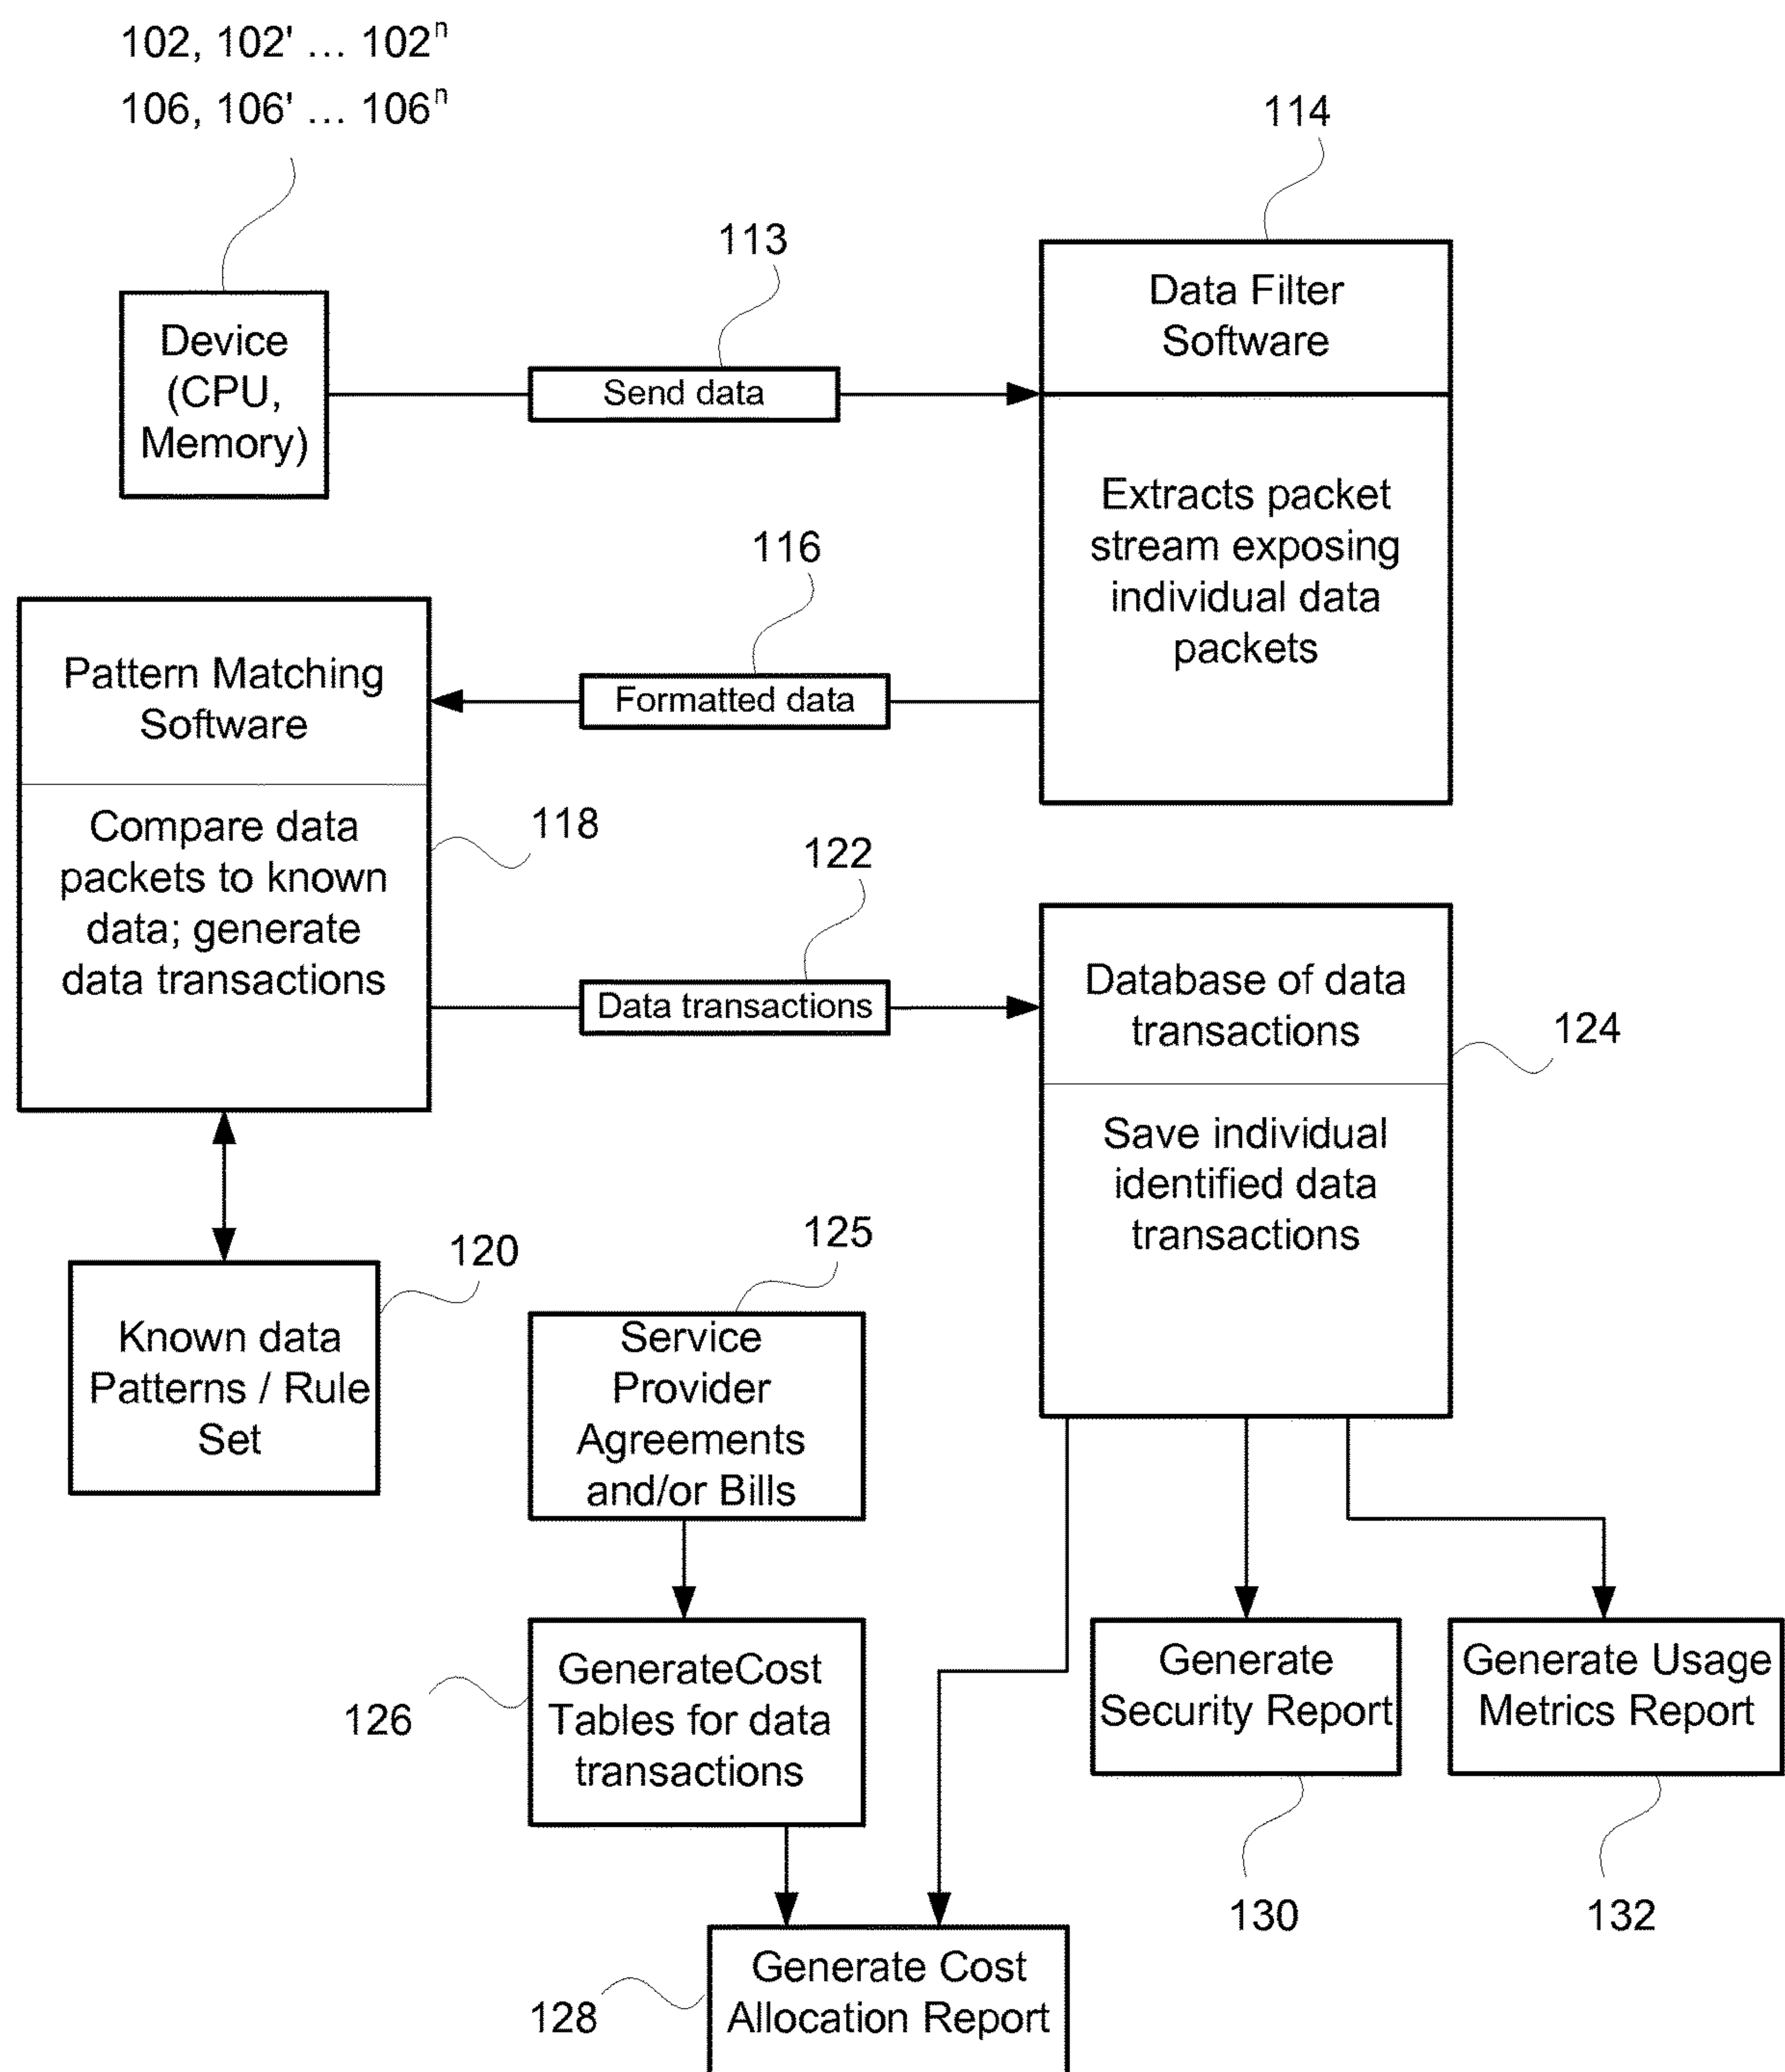 102, 102' ... 102ⁿ
106, 106' ... 106ⁿ
114
113
Device
(CPU,
Memory)
Send data
Data Filter
Software
Extracts packet
stream exposing
individual data
packets
116
Formatted data
Pattern Matching
Software
Compare data
packets to known
data; generate
data transactions
118
122
Data transactions
Database of data
transactions
Save individual
identified data
transactions
124
120
Known data
Patterns / Rule
Set
125
Service
Provider
Agreements
and/or Bills
126
GenerateCost
Tables for data
transactions
Generate
Security Report
Generate Usage
Metrics Report
130
132
128
Generate Cost
Allocation Report